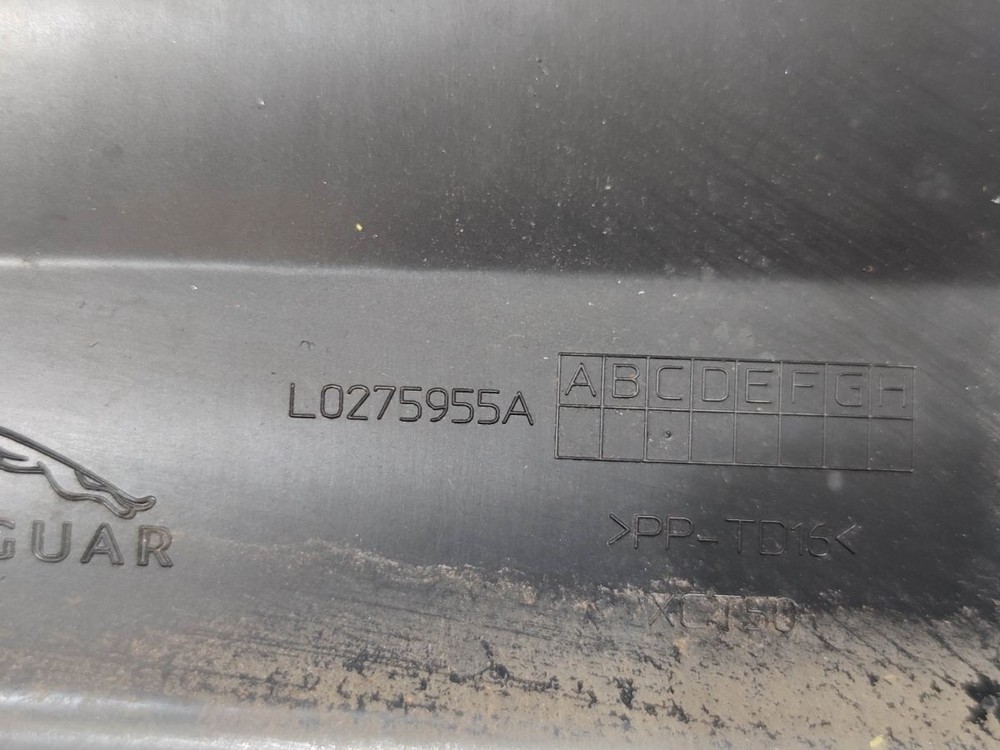 L0275955A
A B C D E F G H
GUAR
>PP-TD16<